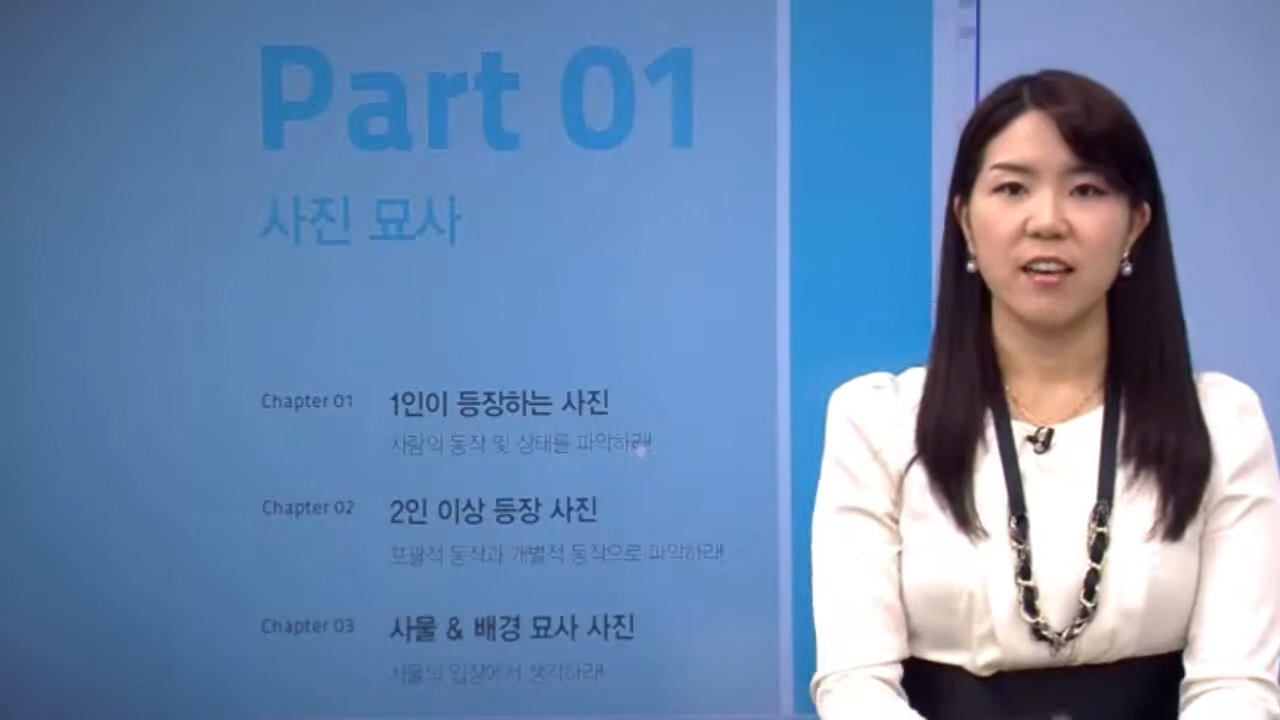 Part 01
사진 묘사
Chapter 01 1인이 등장하는 사진
사람의 동작 및 상태를 파악하라!
Chapter 02 2인 이상 등장 사진
포괄적 동작과 개별적 동작으로 파악하라!
Chapter 03 사물 & 배경 묘사 사진
사물의 입장에서 생각하라!